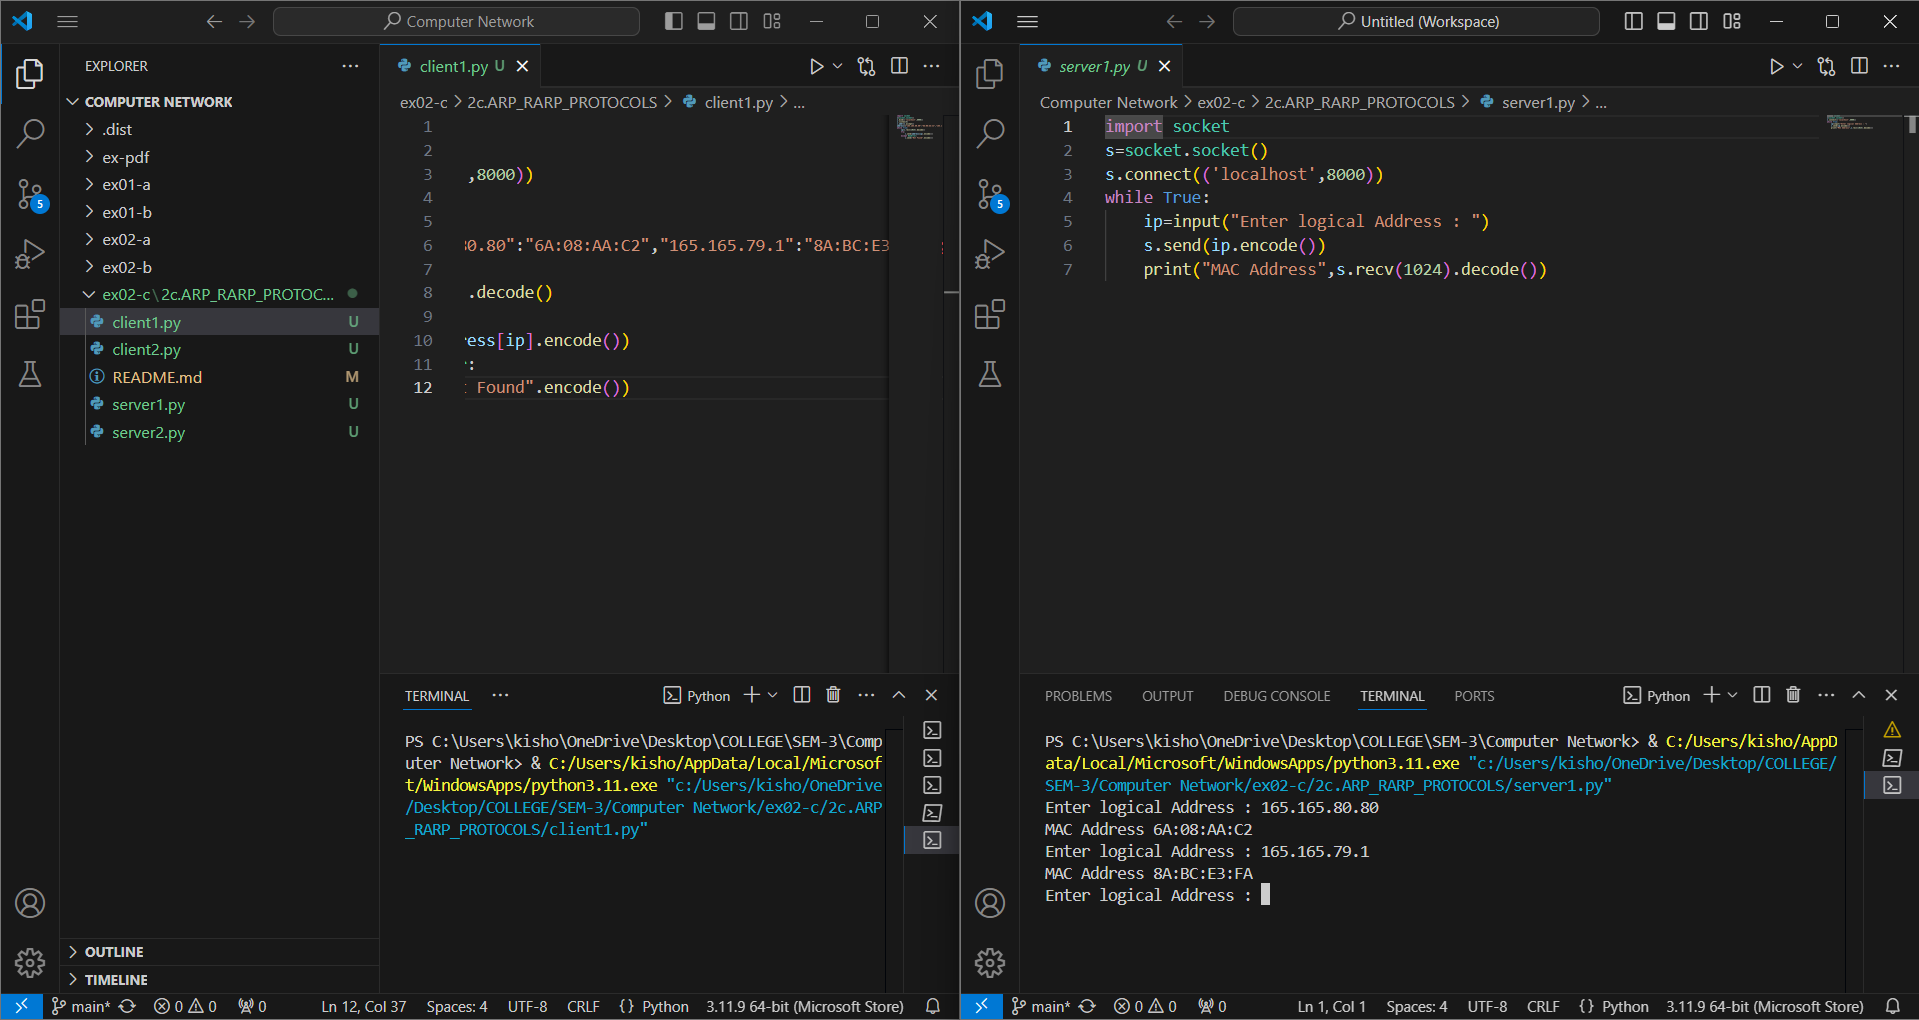 Computer Network
EXPLORER
COMPUTER NETWORK
.dist
ex-pdf
ex01-a
ex01-b
ex02-a
ex02-b
ex02-c\2c.ARP_RARP_PROTOC...
client1.py U
client2.py U
README.md M
server1.py U
server2.py U
OUTLINE
TIMELINE
5
client1.py U
ex02-c > 2c.ARP_RARP_PROTOCOLS > client1.py > ...
1
2
3 ,8000))
4
5
6 30.80":"6A:08:AA:C2","165.165.79.1":"8A:BC:E3
7
8 .decode()
9
10 ress[ip].encode())
11 :
12 Found".encode())
TERMINAL
Python
PS C:\Users\kisho\OneDrive\Desktop\COLLEGE\SEM-3\Comp
uter Network> & C:/Users/kisho/AppData/Local/Microsof
t/WindowsApps/python3.11.exe "c:/Users/kisho/OneDrive
/Desktop/COLLEGE/SEM-3/Computer Network/ex02-c/2c.ARP
_RARP_PROTOCOLS/client1.py"
main* 0 0 0 Ln 12, Col 37 Spaces: 4 UTF-8 CRLF {} Python 3.11.9 64-bit (Microsoft Store)
Untitled (Workspace)
5
server1.py U
Computer Network > ex02-c > 2c.ARP_RARP_PROTOCOLS > server1.py > ...
1 import socket
2 s=socket.socket()
3 s.connect(('localhost',8000))
4 while True:
5 ip=input("Enter logical Address : ")
6 s.send(ip.encode())
7 print("MAC Address",s.recv(1024).decode())
PROBLEMS OUTPUT DEBUG CONSOLE TERMINAL PORTS
Python
PS C:\Users\kisho\OneDrive\Desktop\COLLEGE\SEM-3\Computer Network> & C:/Users/kisho/AppD
ata/Local/Microsoft/WindowsApps/python3.11.exe "c:/Users/kisho/OneDrive/Desktop/COLLEGE/
SEM-3/Computer Network/ex02-c/2c.ARP_RARP_PROTOCOLS/server1.py"
Enter logical Address : 165.165.80.80
MAC Address 6A:08:AA:C2
Enter logical Address : 165.165.79.1
MAC Address 8A:BC:E3:FA
Enter logical Address :
main* 0 0 0 Ln 1, Col 1 Spaces: 4 UTF-8 CRLF {} Python 3.11.9 64-bit (Microsoft Store)